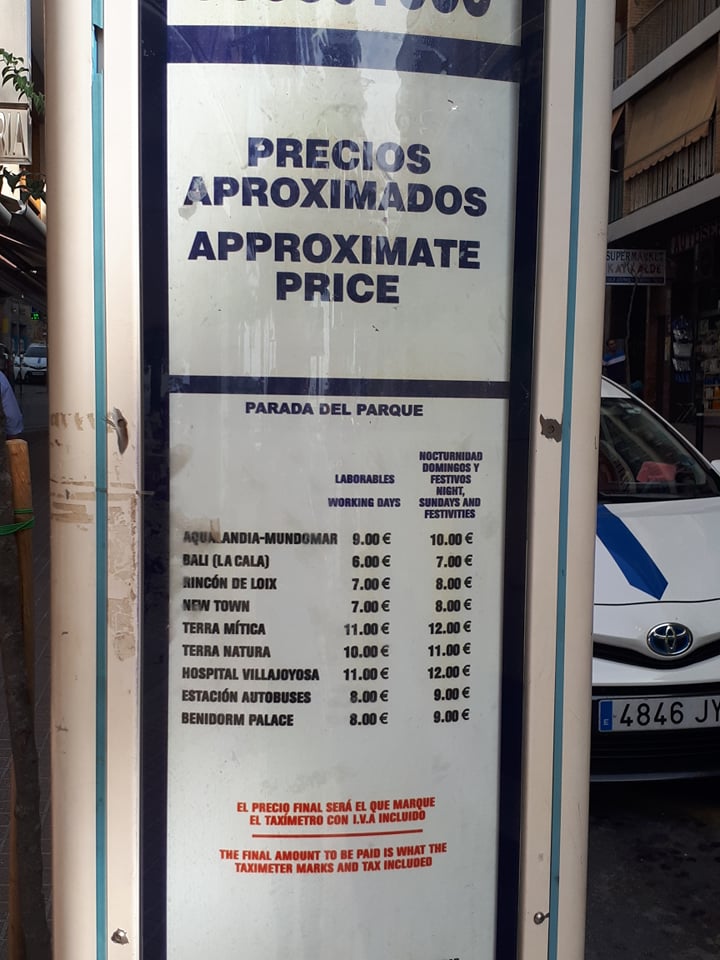 PRECIOS
APROXIMADOS
APPROXIMATE
PRICE
PARADA DEL PARQUE
LABORABLES
WORKING DAYS
NOCTURNIDAD
DOMINGOS Y
FESTIVOS
NIGHT,
SUNDAYS AND
FESTIVITIES
AQUALANDIA-MUNDOMAR 9.00 € 10.00 €
BALI (LA CALA) 6.00 € 7.00 €
RINCÓN DE LOIX 7.00 € 8.00 €
NEW TOWN 7.00 € 8.00 €
TERRA MÍTICA 11.00 € 12.00 €
TERRA NATURA 10.00 € 11.00 €
HOSPITAL VILLAJOYOSA 11.00 € 12.00 €
ESTACIÓN AUTOBUSES 8.00 € 9.00 €
BENIDORM PALACE 8.00 € 9.00 €
EL PRECIO FINAL SERÁ EL QUE MARQUE
EL TAXÍMETRO CON I.V.A INCLUIDO
THE FINAL AMOUNT TO BE PAID IS WHAT THE
TAXIMETER MARKS AND TAX INCLUDED
SUPERMARKET
E 4846 JY